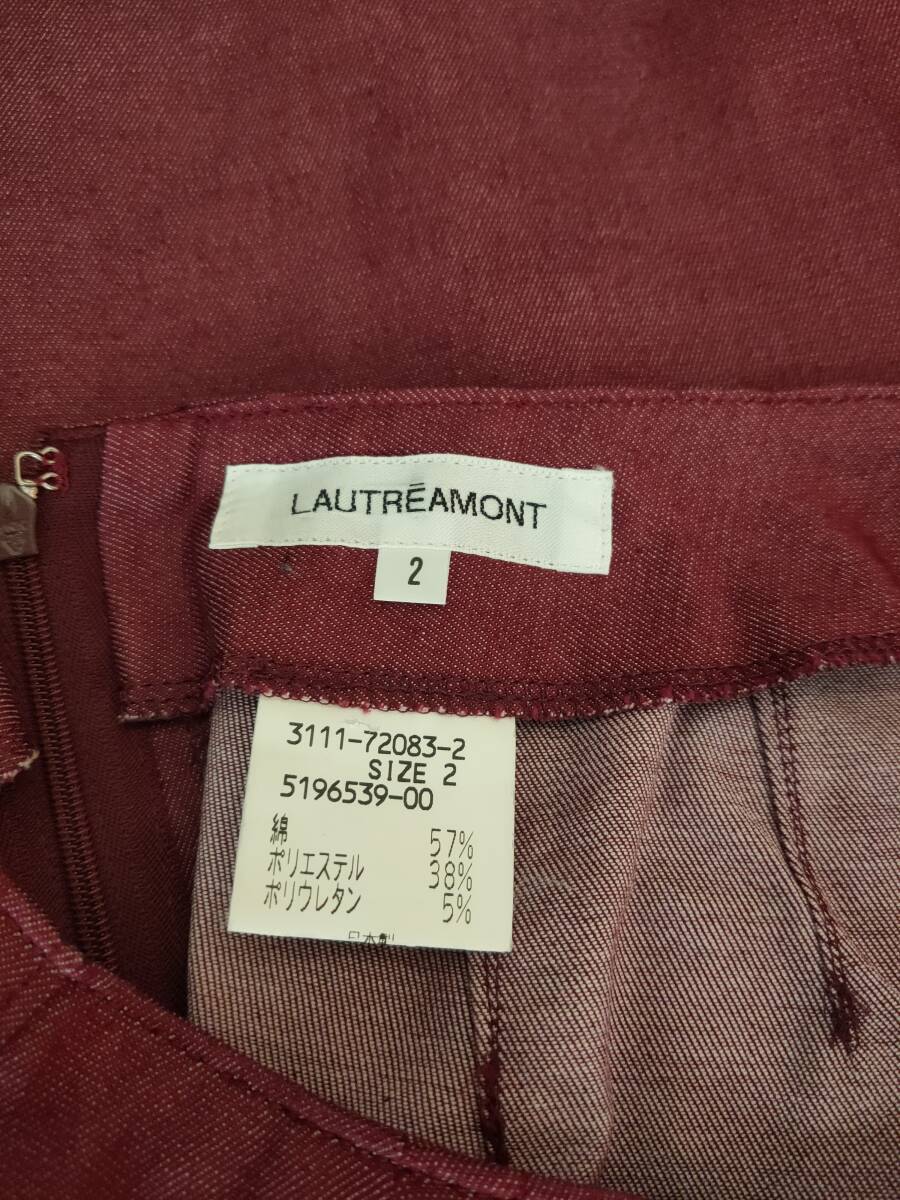 LAUTRÉAMONT
2
3111-72083-2
SIZE 2
5196539-00
綿 57%
ポリエステル 38%
ポリウレタン 5%
日本製